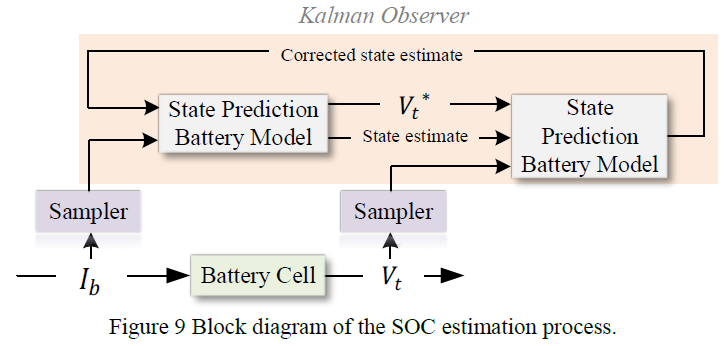 Kalman Observer
Corrected state estimate
State Prediction
Battery Model
Vt*
State estimate
State
Prediction
Battery Model
Sampler
Sampler
Ib
Battery Cell
Vt
Figure 9 Block diagram of the SOC estimation process.